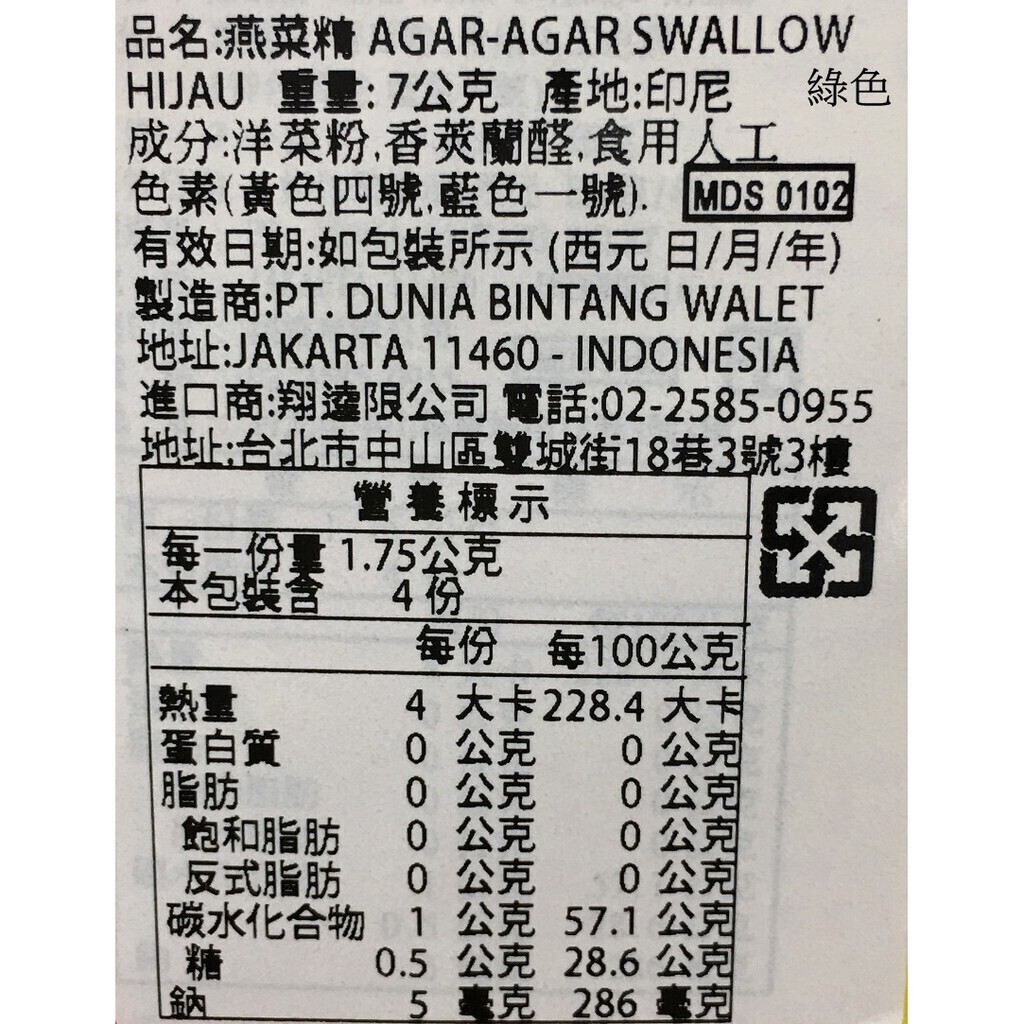 品名:燕菜精 AGAR-AGAR SWALLOW
HIJAU 重量:7公克 產地:印尼 綠色
成分:洋菜粉,香莢蘭醛,食用人工
色素(黃色四號,藍色一號). MDS 0102
有效日期:如包裝所示 (西元 日/月/年)
製造商:PT. DUNIA BINTANG WALET
地址:JAKARTA 11460 - INDONESIA
進口商:翔達限公司 電話:02-2585-0955
地址:台北市中山區雙城街18巷3號3樓
營養標示
每一份量 1.75公克
本包裝含 4 份
每份 每100公克
熱量 4 大卡 228.4 大卡
蛋白質 0 公克 0 公克
脂肪 0 公克 0 公克
飽和脂肪 0 公克 0 公克
反式脂肪 0 公克 0 公克
碳水化合物 1 公克 57.1 公克
糖 0.5 公克 28.6 公克
鈉 5 毫克 286 毫克